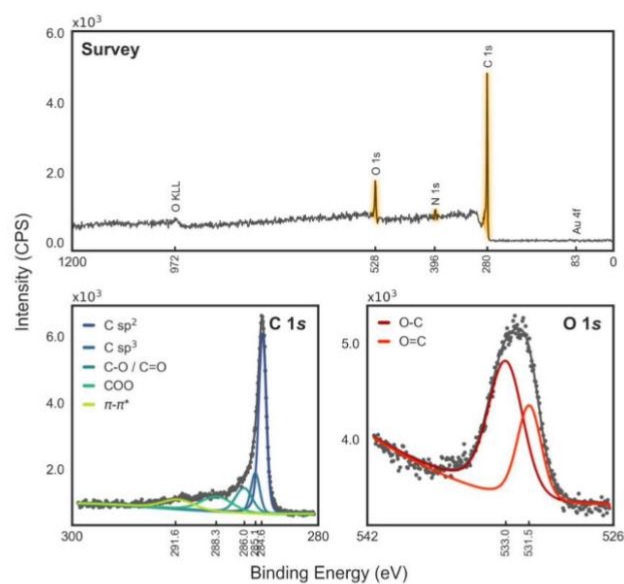 x10³
6.0
4.0
2.0
0.0
Survey
O KLL
O 1s
N 1s
C 1s
Au 4f
1200
972
528
396
280
83
0
Intensity (CPS)
x10³
6.0
4.0
2.0
C 1s
C sp²
C sp³
C-O / C=O
COO
π-π*
300
291.6
288.3
286.0
285.1
284.6
280
x10³
5.0
4.0
O 1s
O-C
O=C
542
533.0
531.5
526
Binding Energy (eV)